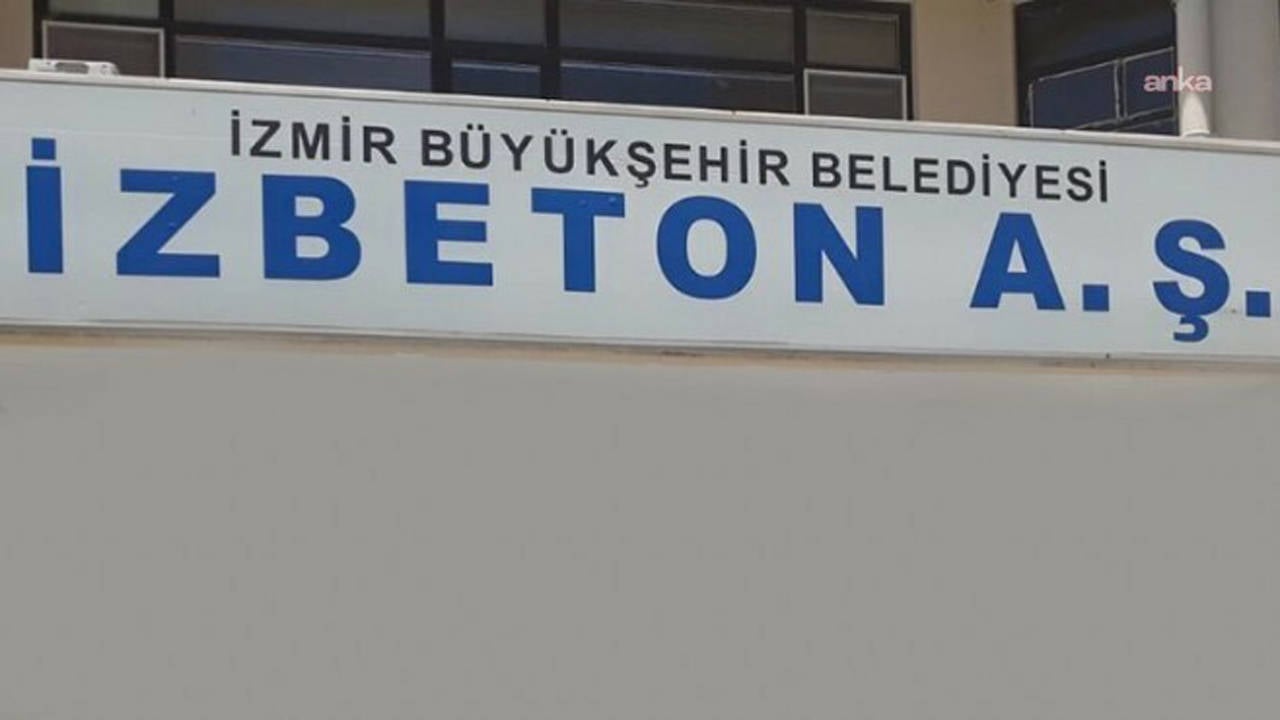 anka
İZMİR BÜYÜKŞEHİR BELEDİYESİ
İZBETON A. Ş.